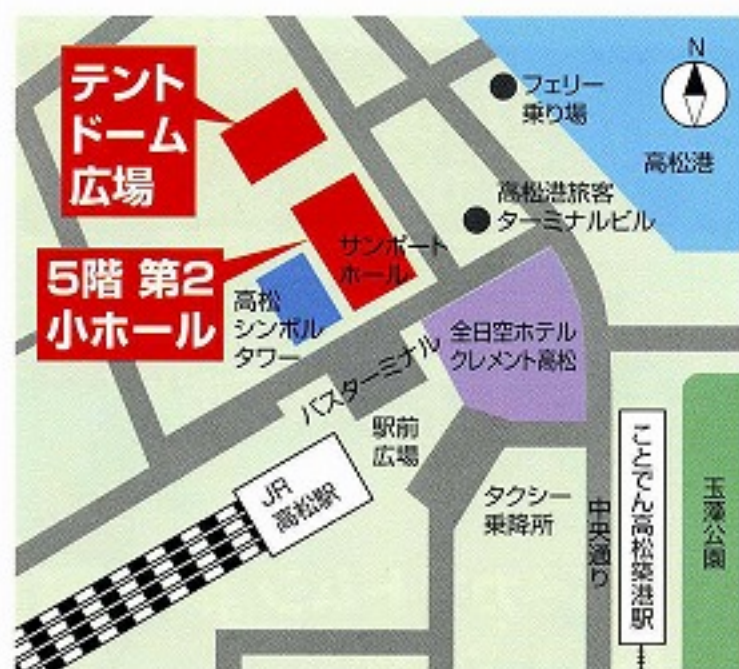 テント
ドーム
広場
5階 第2
小ホール
サンポート
ホール
高松
シンボル
タワー
フェリー
乗り場
N
高松港
高松港旅客
ターミナルビル
全日空ホテル
クレメント高松
バスターミナル
駅前
広場
JR
高松駅
タクシー
乗降所
中央通り
ことでん高松築港駅
玉藻公園